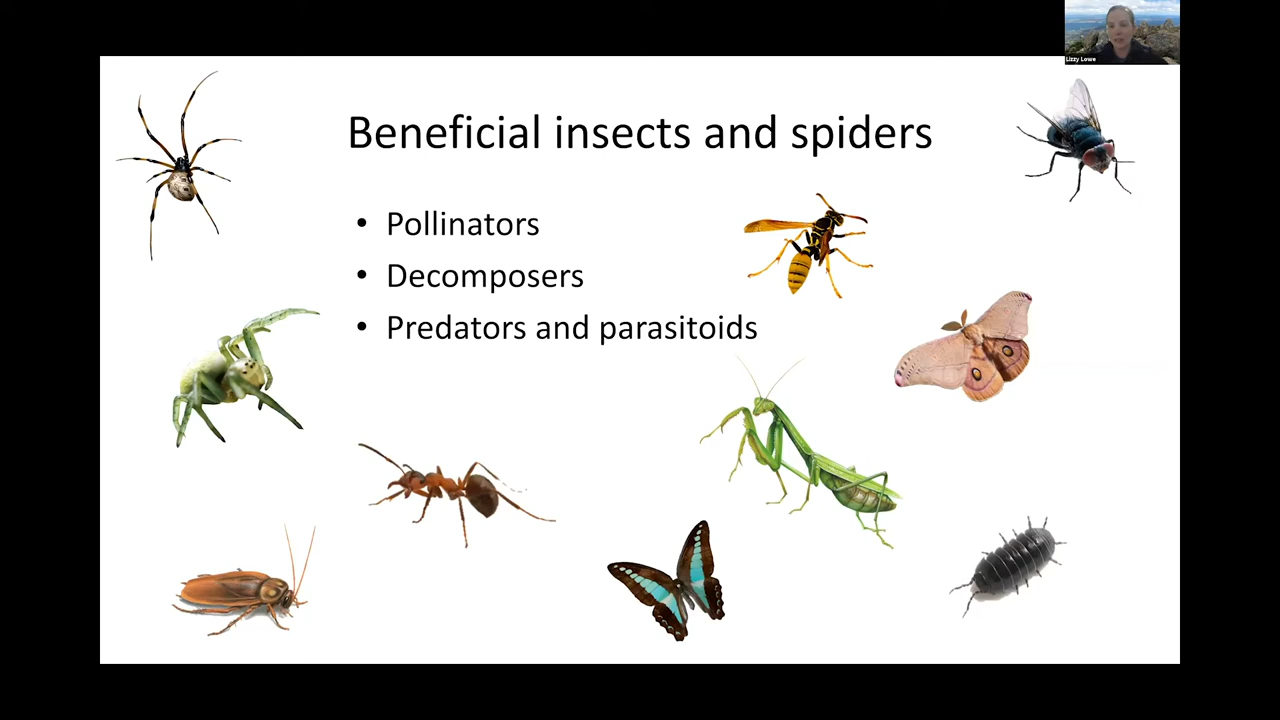 Lizzy Lowe
Beneficial insects and spiders
• Pollinators
• Decomposers
• Predators and parasitoids